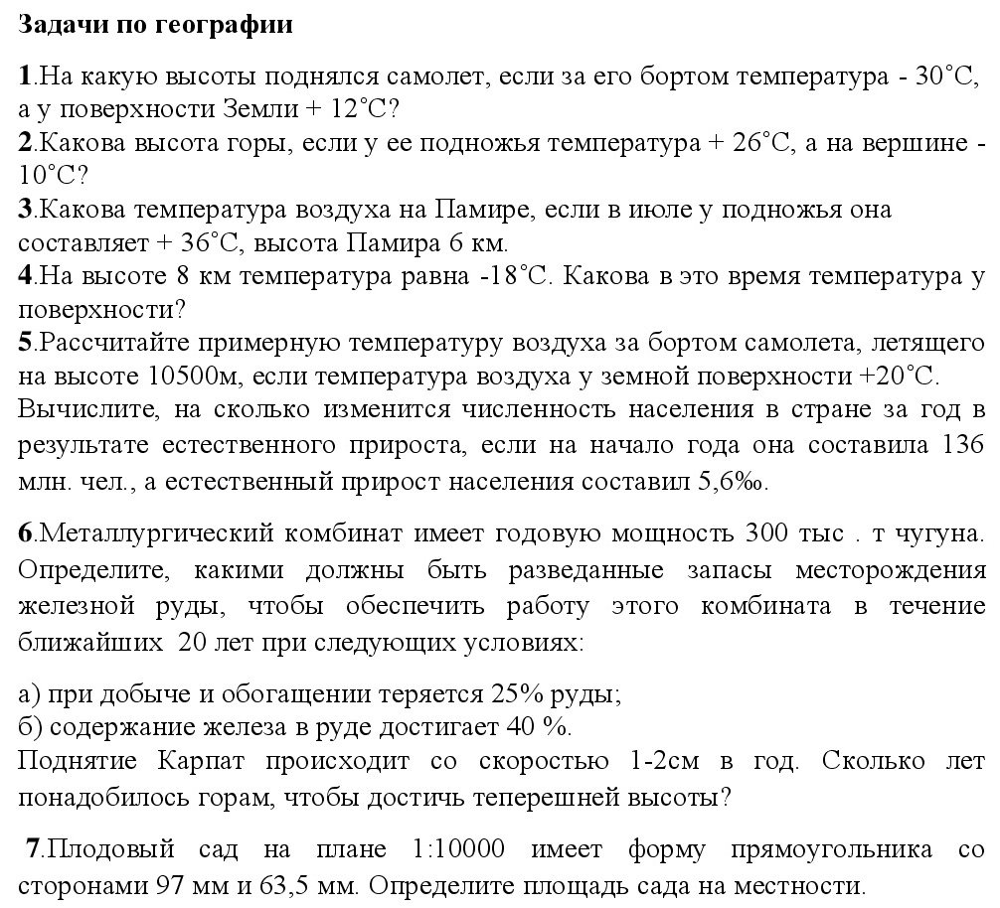 Задачи по географии
1.На какую высоты поднялся самолет, если за его бортом температура - 30˚С,
а у поверхности Земли + 12˚С?
2.Какова высота горы, если у ее подножья температура + 26˚С, а на вершине -
10˚С?
3.Какова температура воздуха на Памире, если в июле у подножья она
составляет + 36˚С, высота Памира 6 км.
4.На высоте 8 км температура равна -18˚С. Какова в это время температура у
поверхности?
5.Рассчитайте примерную температуру воздуха за бортом самолета, летящего
на высоте 10500м, если температура воздуха у земной поверхности +20˚С.
Вычислите, на сколько изменится численность населения в стране за год в
результате естественного прироста, если на начало года она составила 136
млн. чел., а естественный прирост населения составил 5,6‰.
6.Металлургический комбинат имеет годовую мощность 300 тыс . т чугуна.
Определите, какими должны быть разведанные запасы месторождения
железной руды, чтобы обеспечить работу этого комбината в течение
ближайших 20 лет при следующих условиях:
а) при добыче и обогащении теряется 25% руды;
б) содержание железа в руде достигает 40 %.
Поднятие Карпат происходит со скоростью 1-2см в год. Сколько лет
понадобилось горам, чтобы достичь теперешней высоты?
7.Плодовый сад на плане 1:10000 имеет форму прямоугольника со
сторонами 97 мм и 63,5 мм. Определите площадь сада на местности.